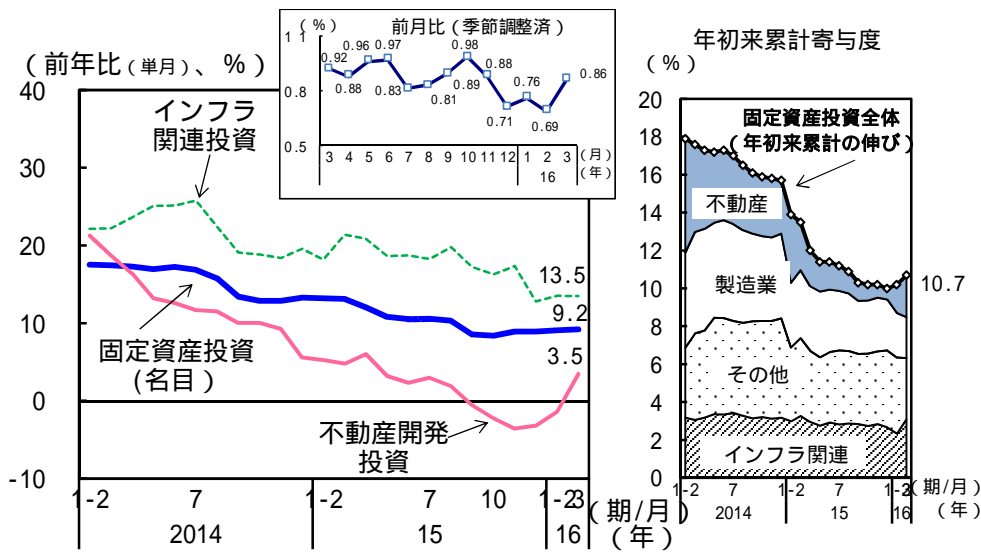 （前年比（単月）、％）
40
30
20
10
0
-10
インフラ
関連投資
固定資産投資
（名目）
不動産開発
投資
13.5
9.2
3.5
1-2 7 1-2 7 10 1-2 3 （期/月）
2014 15 16 （年）
（％）
前月比（季節調整済）
1.1
0.8
0.5
0.92
0.88
0.96
0.97
0.83
0.81
0.89
0.98
0.88
0.71
0.76
0.69
0.86
3 4 5 6 7 8 9 10 11 12 1 2 3 （月）
16 （年）
年初来累計寄与度
（％）
20
18
16
14
12
10
8
6
4
2
0
固定資産投資全体
（年初来累計の伸び）
不動産
製造業
その他
インフラ関連
10.7
1-2 7 1-2 7 1-2 3 （期/月）
2014 15 16 （年）